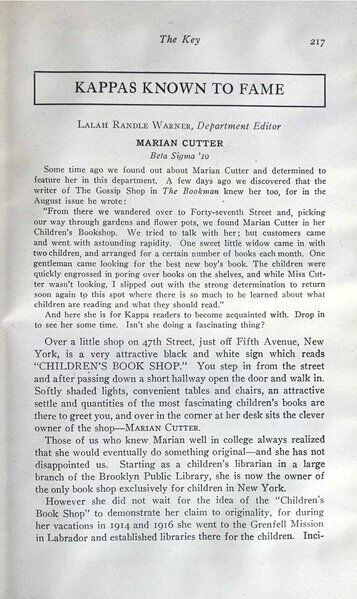 The Key
217
KAPPAS KNOWN TO FAME
LALAH RANDLE WARNER, Department Editor
MARIAN CUTTER
Beta Sigma '10
Some time ago we found out about Marian Cutter and determined to
feature her in this department. A few days ago we discovered that the
writer of The Gossip Shop in The Bookman knew her too, for in the
August issue he wrote:
"From there we wandered over to Forty-seventh Street and, picking
our way through gardens and flower pots, we found Marian Cutter in her
Children's Bookshop. We tried to talk with her; but customers came
and went with astounding rapidity. One sweet little widow came in with
two children, and arranged for a certain number of books each month. One
gentleman came looking for the best new boy's book. The children were
quickly engrossed in poring over books on the shelves, and while Miss Cut-
ter wasn't looking, I slipped out with the strong determination to return
soon again to this spot where there is so much to be learned about what
children are reading and what they should read."
And here she is for Kappa readers to become acquainted with. Drop in
to see her some time. Isn't she doing a fascinating thing?
Over a little shop on 47th Street, just off Fifth Avenue, New
York, is a very attractive black and white sign which reads
"CHILDREN'S BOOK SHOP." You step in from the street
and after passing down a short hallway open the door and walk in.
Softly shaded lights, convenient tables and chairs, an attractive
settle and quantities of the most fascinating children's books are
there to greet you, and over in the corner at her desk sits the clever
owner of the shop—MARIAN CUTTER.
Those of us who knew Marian well in college always realized
that she would eventually do something original—and she has not
disappointed us. Starting as a children's librarian in a large
branch of the Brooklyn Public Library, she is now the owner of
the only book shop exclusively for children in New York.
However she did not wait for the idea of the "Children's
Book Shop" to demonstrate her claim to originality, for during
her vacations in 1914 and 1916 she went to the Grenfell Mission
in Labrador and established libraries there for the children. Inci-